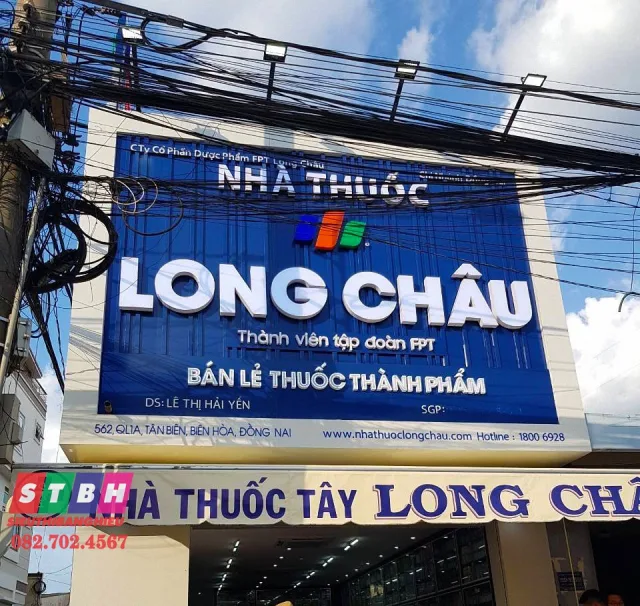 CTy Cổ Phần Dược Phẩm FPT Long Châu
NHÀ THUỐC
LONG CHÂU
Thành viên tập đoàn FPT
BÁN LẺ THUỐC THÀNH PHẨM
DS: LÊ THỊ HẢI YẾN SGP:
562, QL1A, TÂN BIÊN, BIÊN HÒA, ĐỒNG NAI www.nhathuoclongchau.com Hotline : 1800 6928
NHÀ THUỐC TÂY LONG CHÂ
STBH
082.702.4567